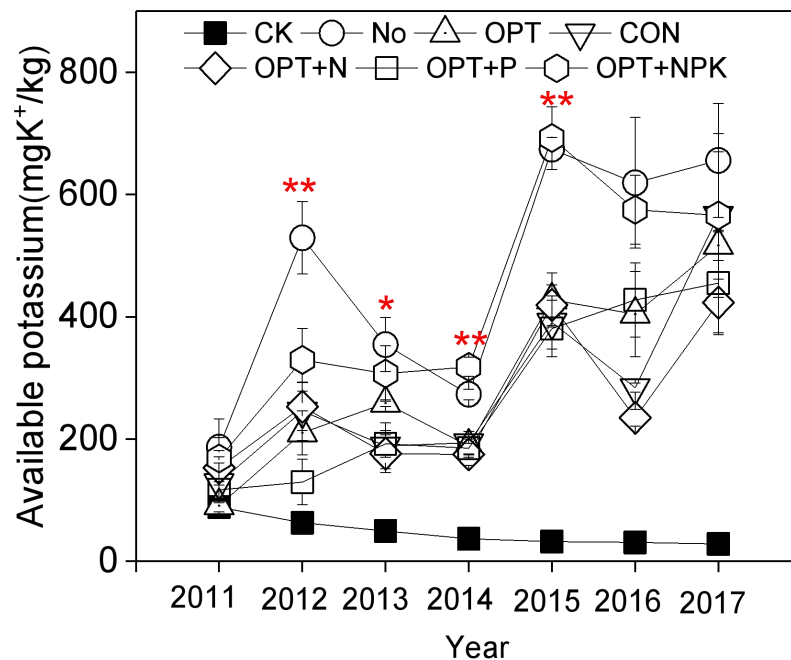 CK No OPT CON
OPT+N OPT+P OPT+NPK
Available potassium(mgK⁺/kg)
800
600
400
200
0
**
*
**
**
2011 2012 2013 2014 2015 2016 2017
Year